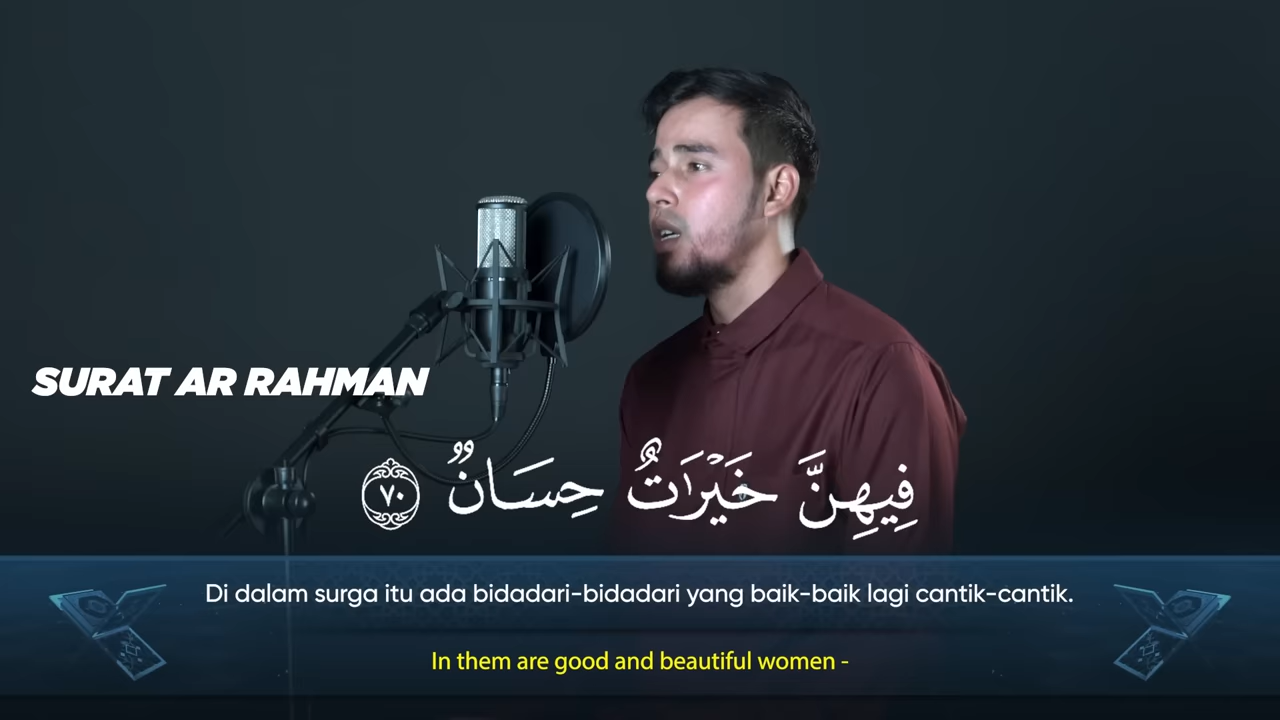 SURAT AR RAHMAN
فِيهِنَّ خَيْرَٰتٌ حِسَانٌ ٧٠
Di dalam surga itu ada bidadari-bidadari yang baik-baik lagi cantik-cantik.
In them are good and beautiful women -